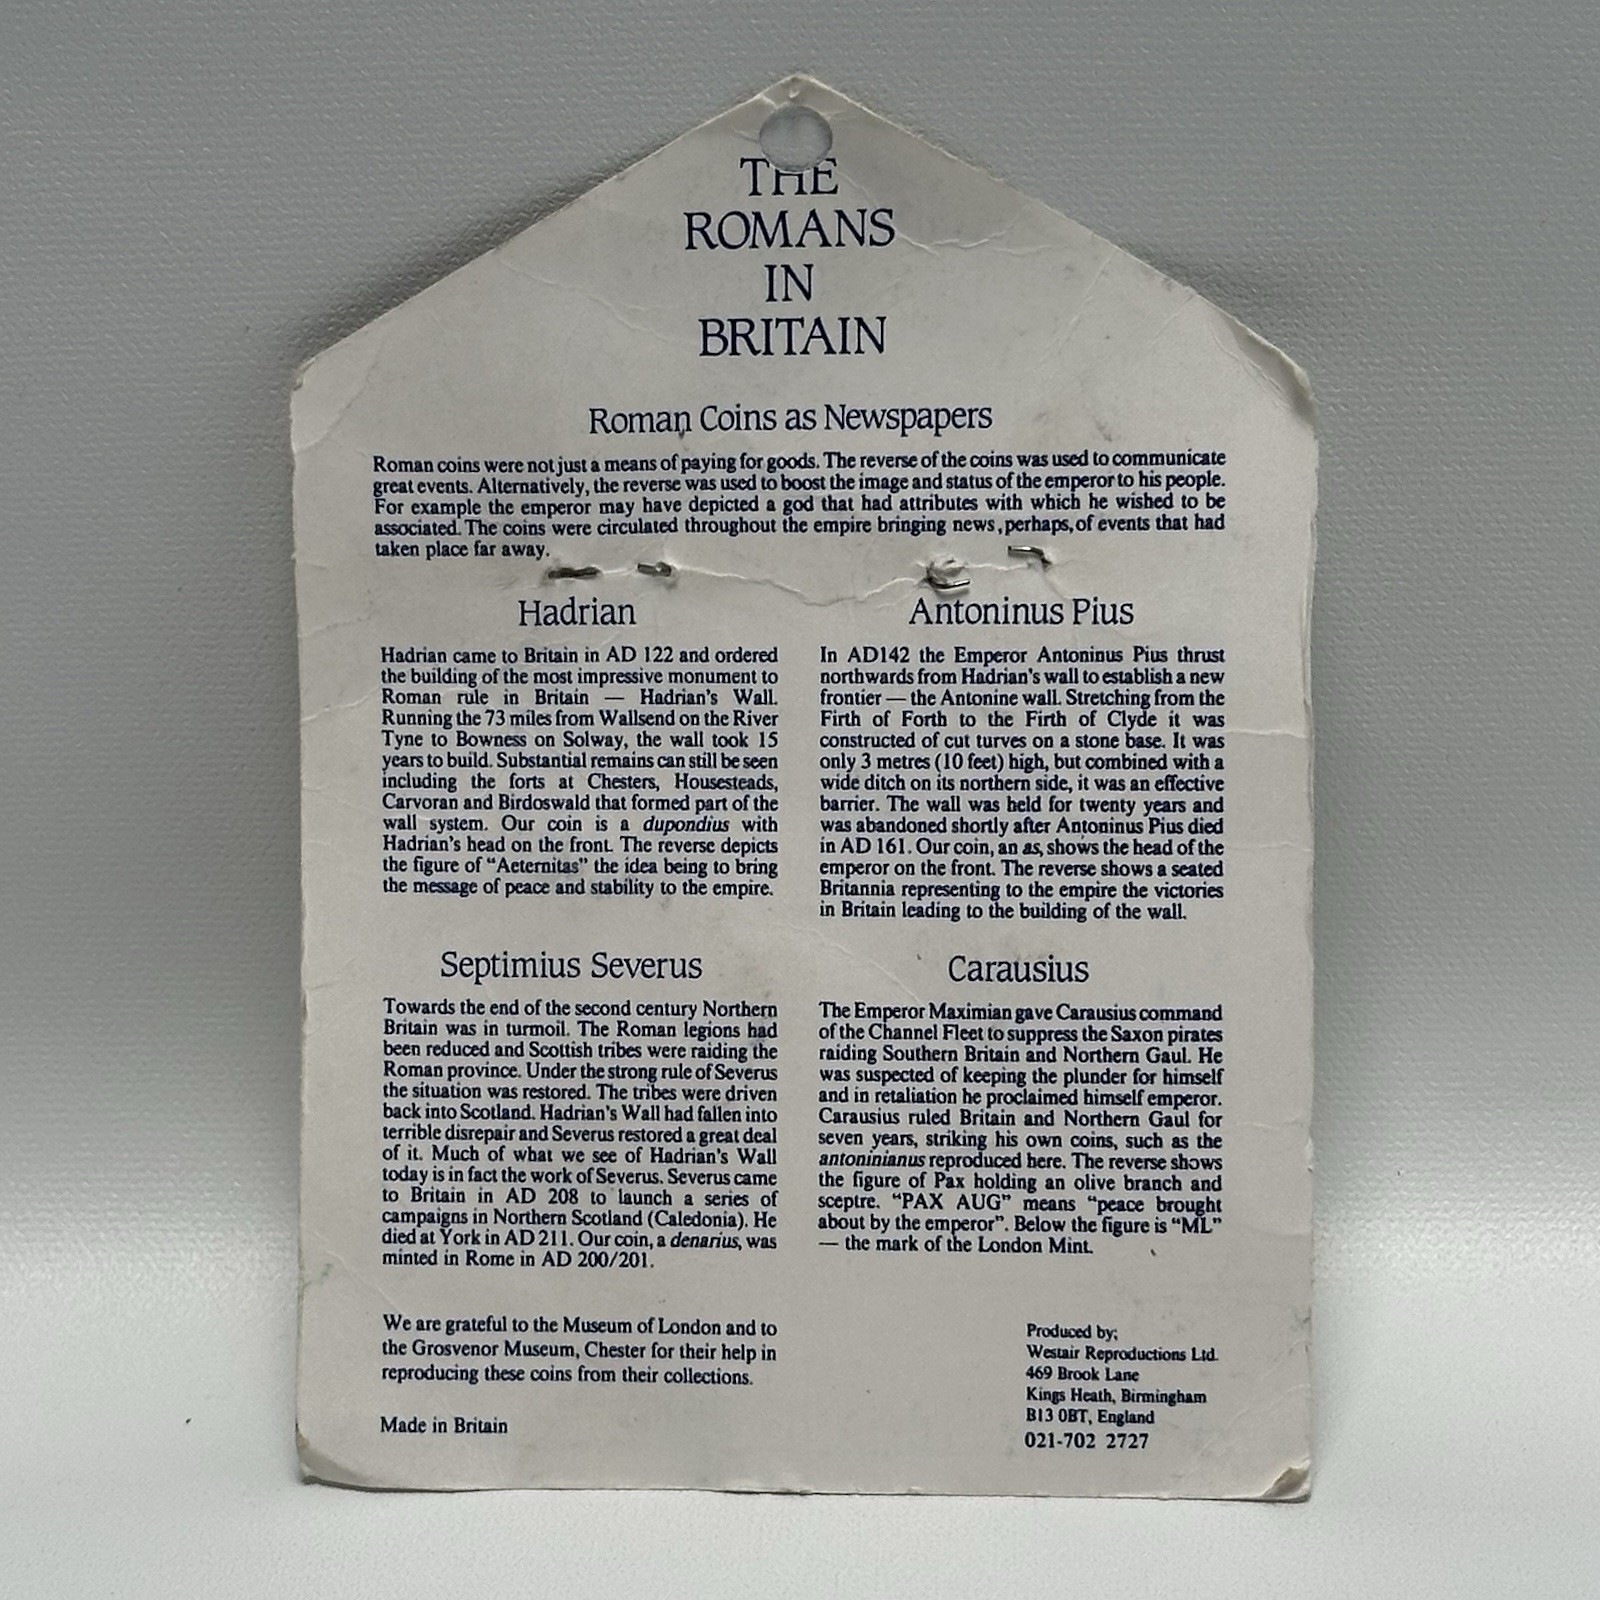 THE
ROMANS
IN
BRITAIN
Roman Coins as Newspapers
Roman coins were not just a means of paying for goods. The reverse of the coins was used to communicate
great events. Alternatively, the reverse was used to boost the image and status of the emperor to his people.
For example the emperor may have depicted a god that had attributes with which he wished to be
associated. The coins were circulated throughout the empire bringing news, perhaps, of events that had
taken place far away.
Hadrian
Hadrian came to Britain in AD 122 and ordered
the building of the most impressive monument to
Roman rule in Britain — Hadrian's Wall.
Running the 73 miles from Wallsend on the River
Tyne to Bowness on Solway, the wall took 15
years to build. Substantial remains can still be seen
including the forts at Chesters, Housesteads,
Carvoran and Birdoswald that formed part of the
wall system. Our coin is a dupondius with
Hadrian's head on the front. The reverse depicts
the figure of "Aeternitas" the idea being to bring
the message of peace and stability to the empire.
Antoninus Pius
In AD142 the Emperor Antoninus Pius thrust
northwards from Hadrian's wall to establish a new
frontier — the Antonine wall. Stretching from the
Firth of Forth to the Firth of Clyde it was
constructed of cut turves on a stone base. It was
only 3 metres (10 feet) high, but combined with a
wide ditch on its northern side, it was an effective
barrier. The wall was held for twenty years and
was abandoned shortly after Antoninus Pius died
in AD 161. Our coin, an as, shows the head of the
emperor on the front. The reverse shows a seated
Britannia representing to the empire the victories
in Britain leading to the building of the wall.
Septimius Severus
Towards the end of the second century Northern
Britain was in turmoil. The Roman legions had
been reduced and Scottish tribes were raiding the
Roman province. Under the strong rule of Severus
the situation was restored. The tribes were driven
back into Scotland. Hadrian's Wall had fallen into
terrible disrepair and Severus restored a great deal
of it. Much of what we see of Hadrian's Wall
today is in fact the work of Severus. Severus came
to Britain in AD 208 to launch a series of
campaigns in Northern Scotland (Caledonia). He
died at York in AD 211. Our coin, a denarius, was
minted in Rome in AD 200/201.
Carausius
The Emperor Maximian gave Carausius command
of the Channel Fleet to suppress the Saxon pirates
raiding Southern Britain and Northern Gaul. He
was suspected of keeping the plunder for himself
and in retaliation he proclaimed himself emperor.
Carausius ruled Britain and Northern Gaul for
seven years, striking his own coins, such as the
antoninianus reproduced here. The reverse shows
the figure of Pax holding an olive branch and
sceptre. "PAX AUG" means "peace brought
about by the emperor". Below the figure is "ML"
— the mark of the London Mint.
We are grateful to the Museum of London and to
the Grosvenor Museum, Chester for their help in
reproducing these coins from their collections.
Made in Britain
Produced by;
Westair Reproductions Ltd.
469 Brook Lane
Kings Heath, Birmingham
B13 0BT, England
021-702 2727